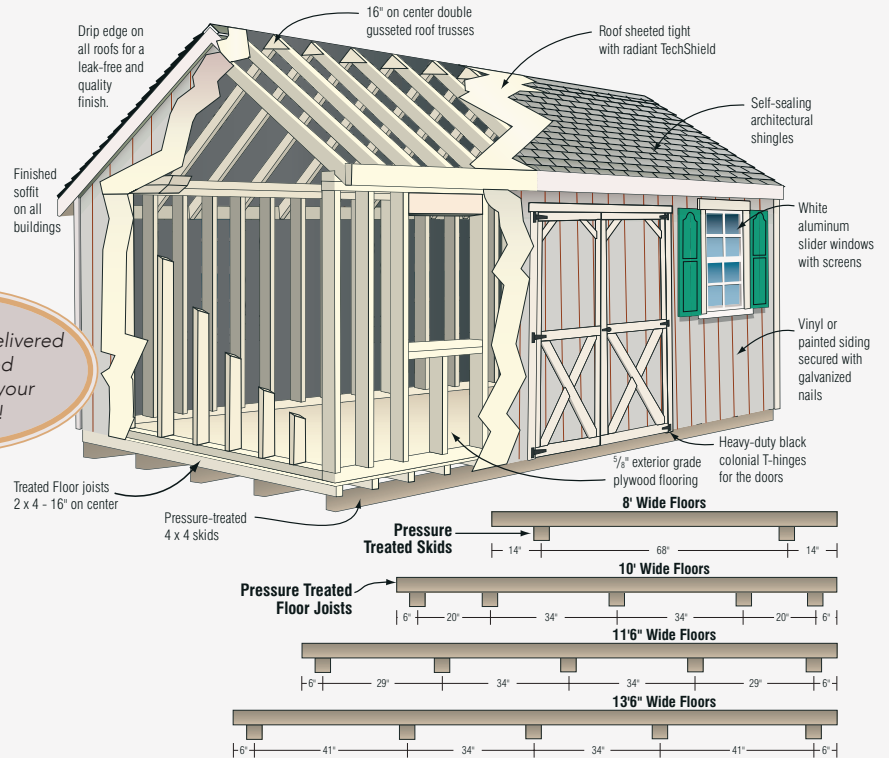 16" on center double
gusseted roof trusses
Drip edge on
all roofs for a
leak-free and
quality
finish.
Roof sheeted tight
with radiant TechShield
Self-sealing
architectural
shingles
Finished
soffit
on all
buildings
White
aluminum
slider windows
with screens
elivered
d
your
!
Vinyl or
painted siding
secured with
galvanized
nails
Heavy-duty black
colonial T-hinges
for the doors
5/8" exterior grade
plywood flooring
Treated Floor joists
2 x 4 - 16" on center
Pressure-treated
4 x 4 skids
8' Wide Floors
Pressure
Treated Skids
14" 68" 14"
10' Wide Floors
Pressure Treated
Floor Joists
6" 20" 34" 34" 20" 6"
11'6" Wide Floors
6" 29" 34" 34" 29" 6"
13'6" Wide Floors
6" 41" 34" 34" 41" 6"